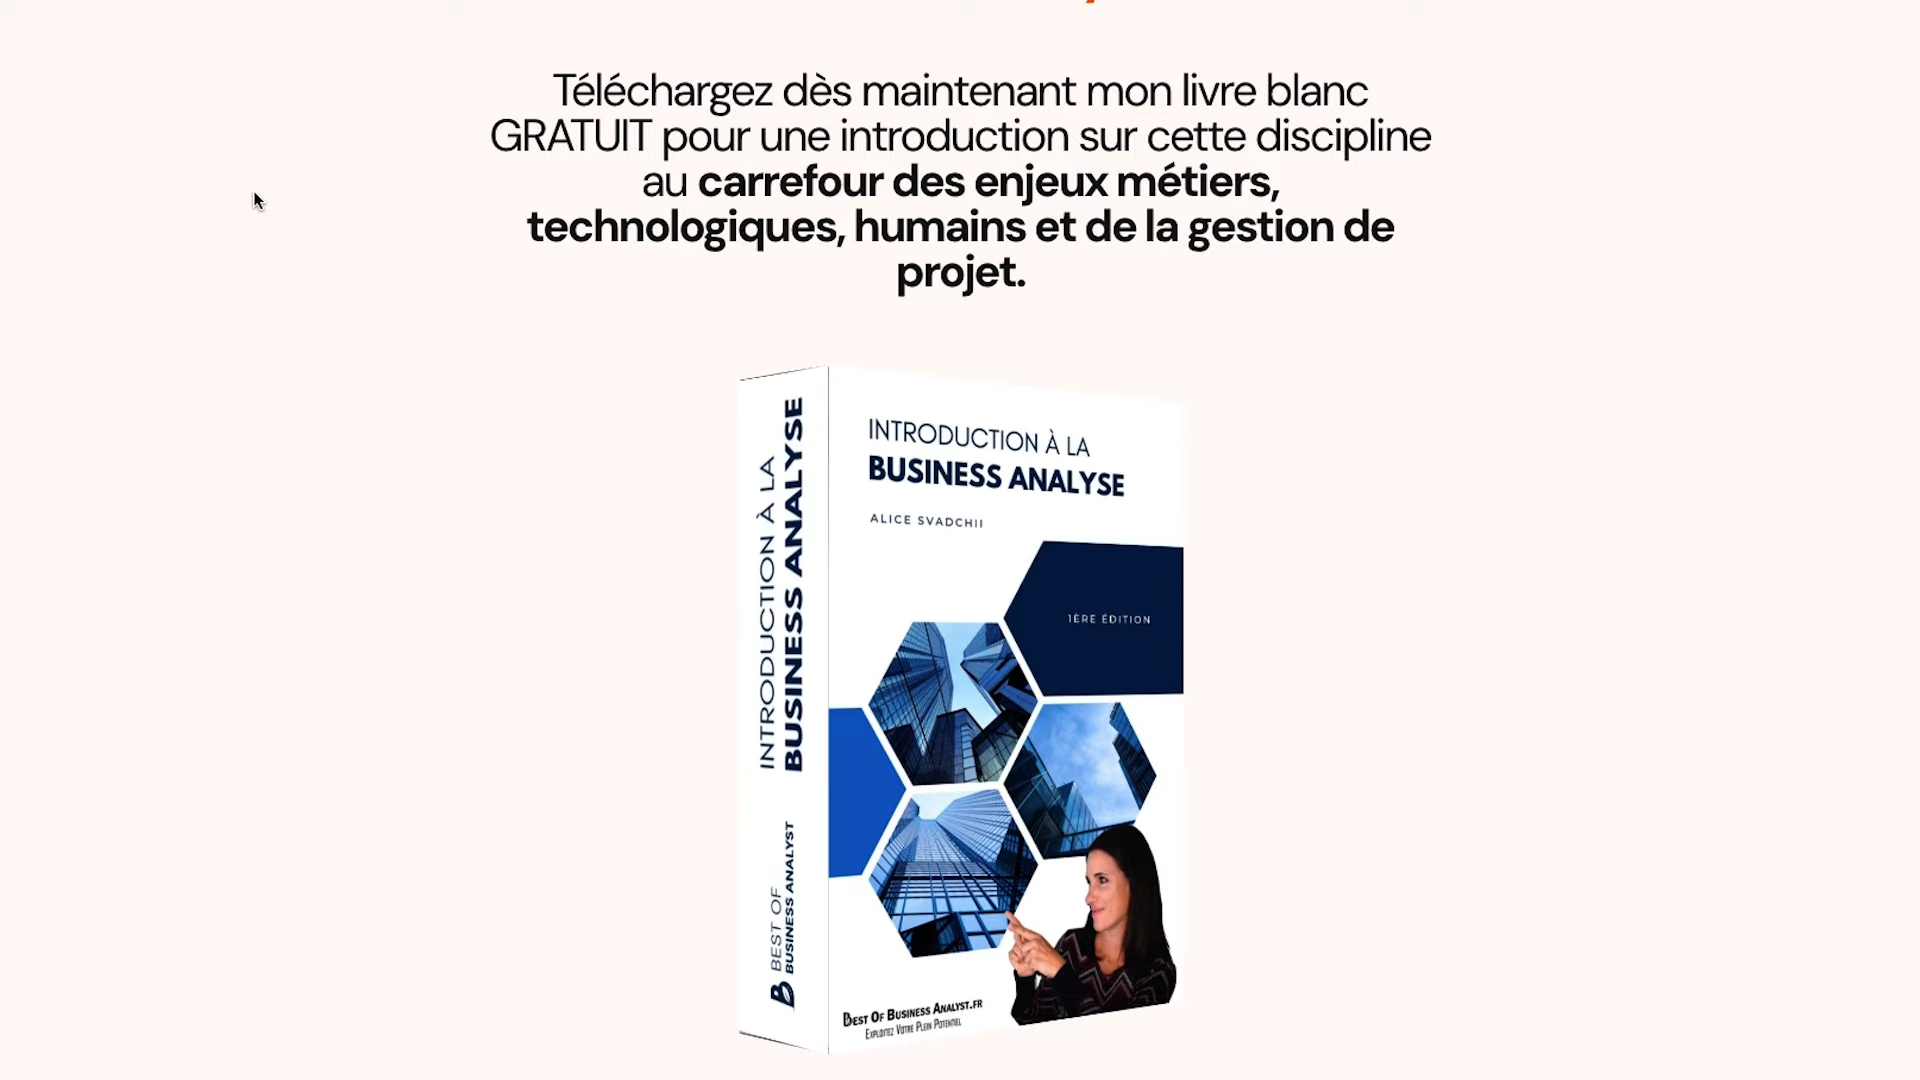 Téléchargez dès maintenant mon livre blanc
GRATUIT pour une introduction sur cette discipline
au carrefour des enjeux métiers,
technologiques, humains et de la gestion de
projet.
INTRODUCTION À LA
BUSINESS ANALYSE
BEST OF
BUSINESS ANALYST
INTRODUCTION À LA
BUSINESS ANALYSE
ALICE SVADCHII
1ÈRE ÉDITION
BEST OF BUSINESS ANALYST.FR
EXPLOITEZ VOTRE PLEIN POTENTIEL